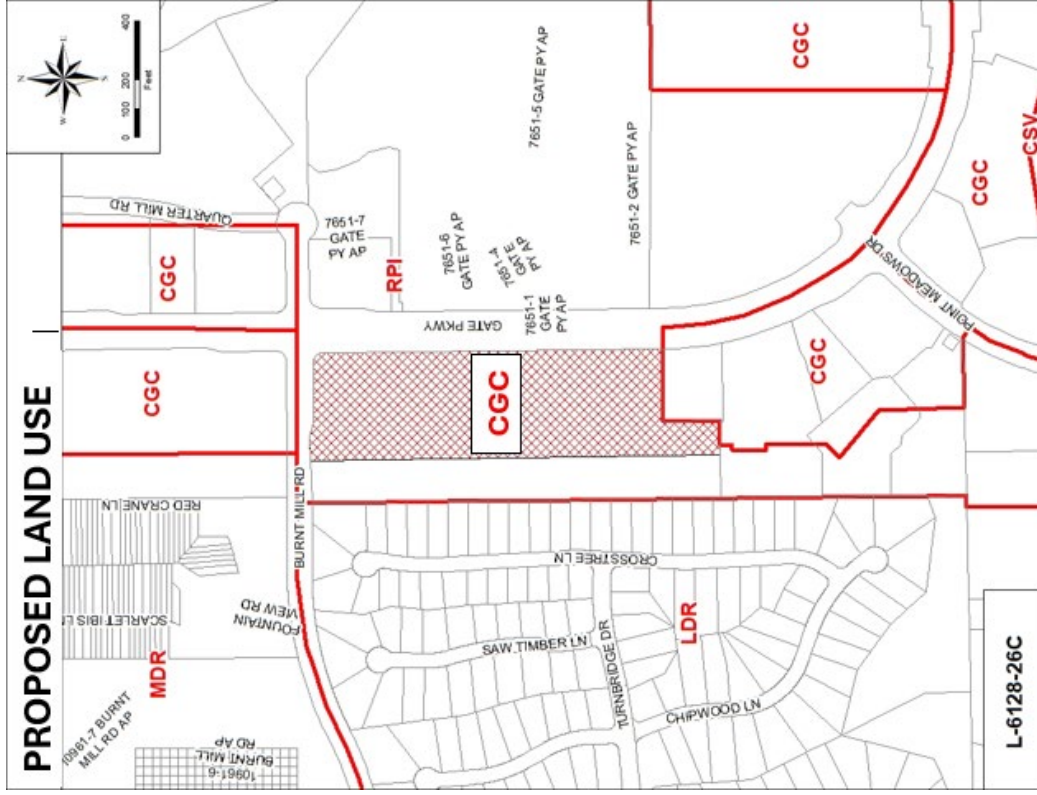 PROPOSED LAND USE
N
E
S
W
0
100
200
400
Feet
QUARTER MILL RD
CGC
CGC
7651-7
GATE
PY AP
RPI
7651-6
GATE PY AP
7651-4
GATE
PY AP
7651-5 GATE PY AP
7651-2 GATE PY AP
7651-1
GATE
PY AP
GATE PKWY
CGC
CGC
CGC
CSV
CGC
POINT MEADOWS DR
BURNT MILL RD
RED CRANE LN
SCARLET IBIS LN
FOUNTAIN
VIEW RD
MDR
10961-7 BURNT
MILL RD AP
10961-6
BURNT MILL
RD AP
CROSSTREE LN
SAW TIMBER LN
TURNBRIDGE DR
LDR
CHIPWOOD LN
L-6128-26C